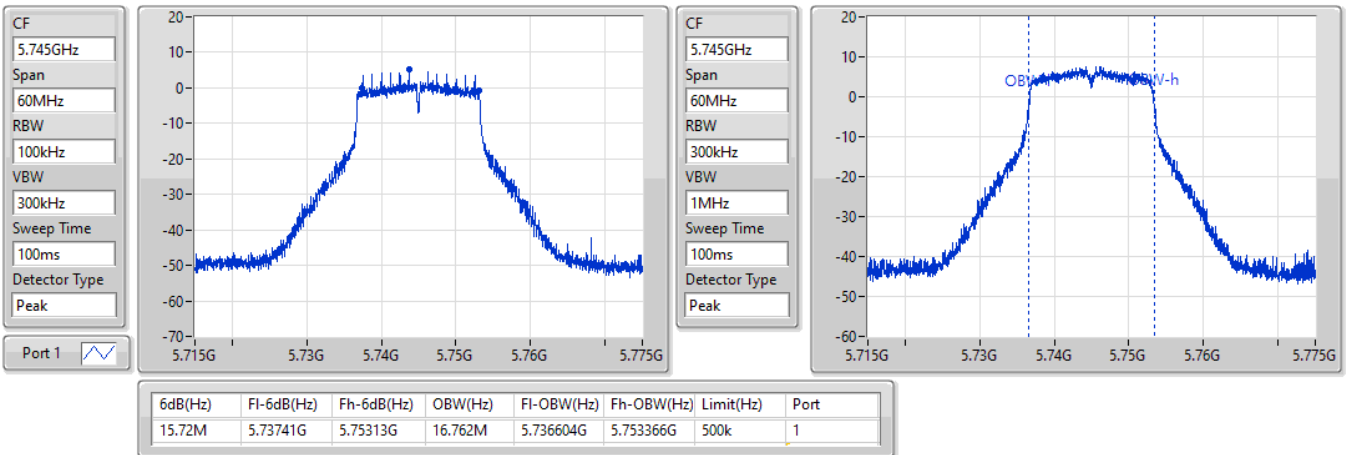 CF
5.745GHz
Span
60MHz
RBW
100kHz
VBW
300kHz
Sweep Time
100ms
Detector Type
Peak
Port 1
20
10
0
-10
-20
-30
-40
-50
-60
-70
5.715G 5.73G 5.74G 5.75G 5.76G 5.775G
CF
5.745GHz
Span
60MHz
RBW
300kHz
VBW
1MHz
Sweep Time
100ms
Detector Type
Peak
20
10
0
-10
-20
-30
-40
-50
-60
5.715G 5.73G 5.74G 5.75G 5.76G 5.775G
6dB(Hz) Fl-6dB(Hz) Fh-6dB(Hz) OBW(Hz) Fl-OBW(Hz) Fh-OBW(Hz) Limit(Hz) Port
15.72M 5.73741G 5.75313G 16.762M 5.736604G 5.753366G 500k 1